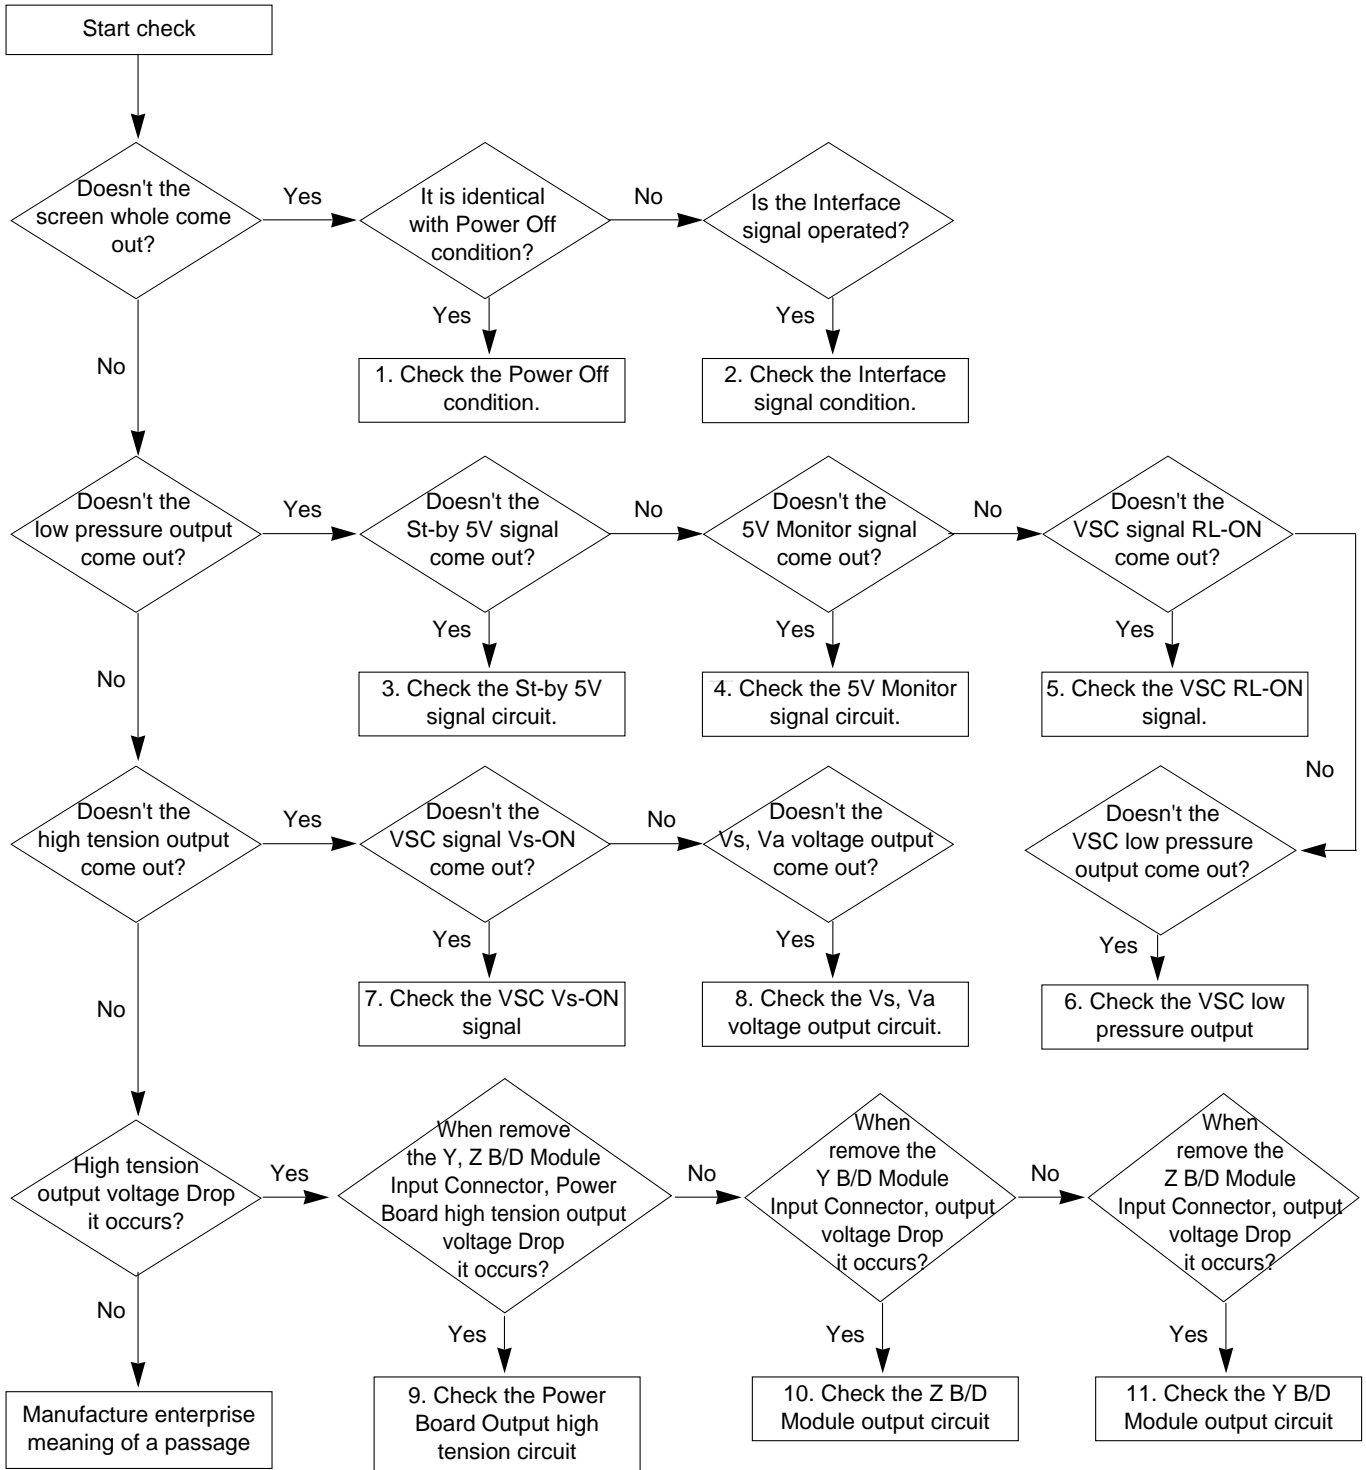 Start check
Doesn't the
screen whole come
out?
Yes
It is identical
with Power Off
condition?
No
Is the Interface
signal operated?
Yes
Yes
No
1. Check the Power Off
condition.
2. Check the Interface
signal condition.
Doesn't the
low pressure output
come out?
Yes
Doesn't the
St-by 5V signal
come out?
No
Doesn't the
5V Monitor signal
come out?
No
Doesn't the
VSC signal RL-ON
come out?
Yes
Yes
Yes
No
3. Check the St-by 5V
signal circuit.
4. Check the 5V Monitor
signal circuit.
5. Check the VSC RL-ON
signal.
No
Doesn't the
high tension output
come out?
Yes
Doesn't the
VSC signal Vs-ON
come out?
No
Doesn't the
Vs, Va voltage output
come out?
Doesn't the
VSC low pressure
output come out?
Yes
Yes
Yes
No
7. Check the VSC Vs-ON
signal
8. Check the Vs, Va
voltage output circuit.
6. Check the VSC low
pressure output
High tension
output voltage Drop
it occurs?
Yes
When remove
the Y, Z B/D Module
Input Connector, Power
Board high tension output
voltage Drop
it occurs?
No
When
remove the
Y B/D Module
Input Connector, output
voltage Drop
it occurs?
No
When
remove the
Z B/D Module
Input Connector, output
voltage Drop
it occurs?
No
Yes
Yes
Yes
Manufacture enterprise
meaning of a passage
9. Check the Power
Board Output high
tension circuit
10. Check the Z B/D
Module output circuit
11. Check the Y B/D
Module output circuit